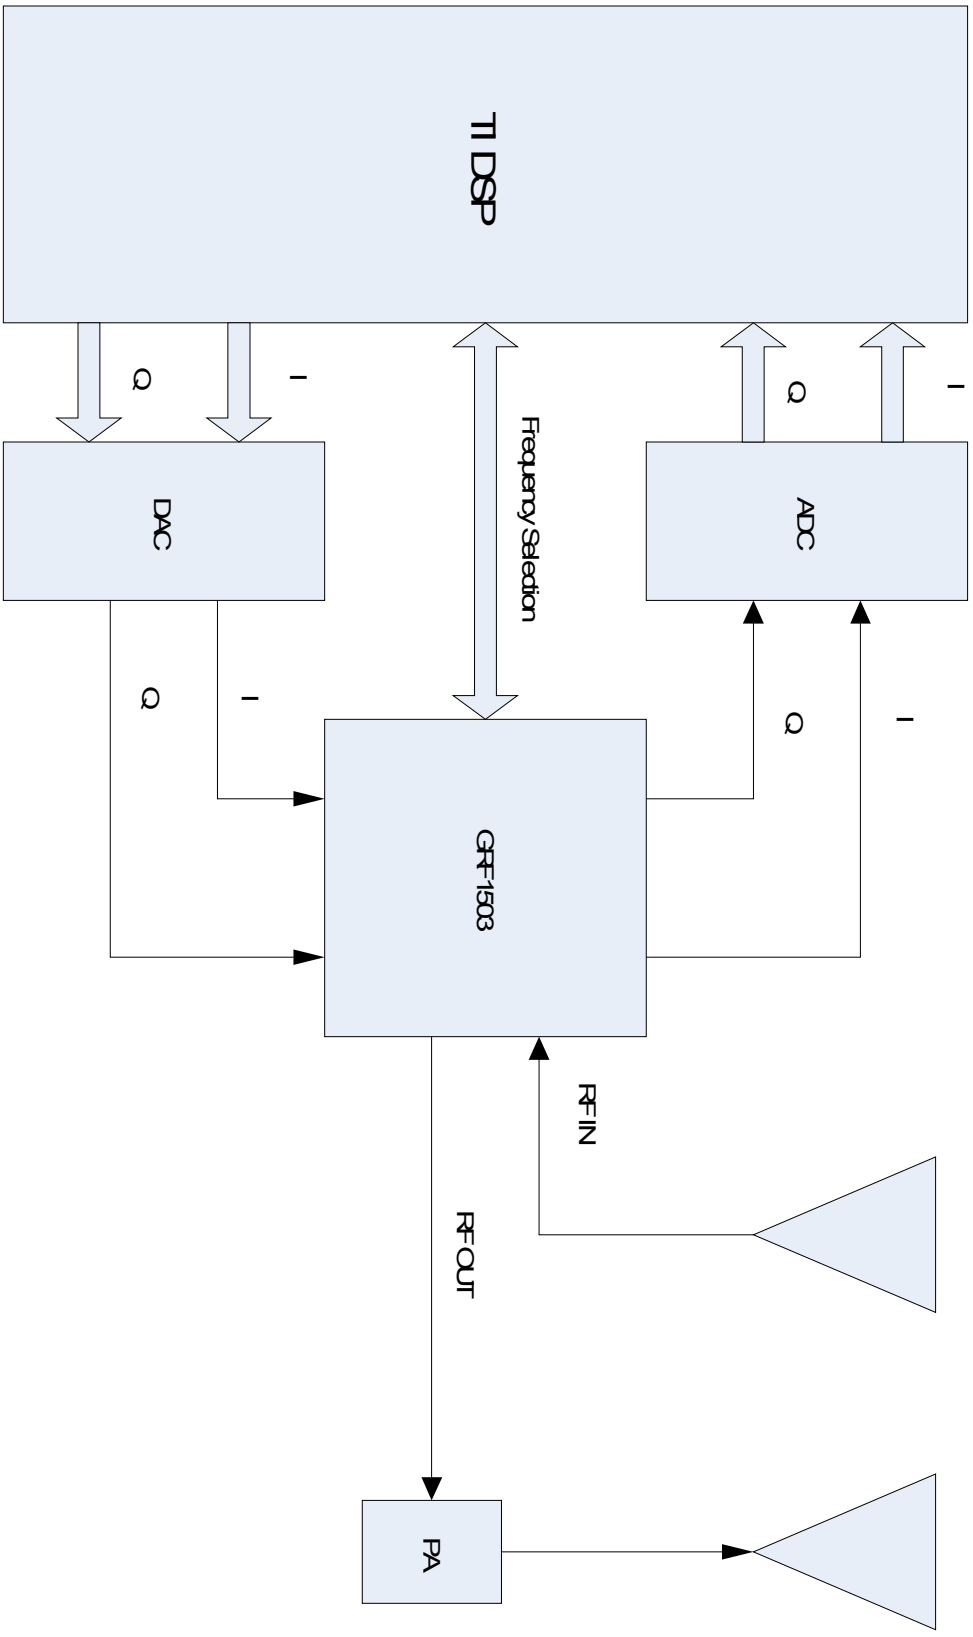 I
I
Q
ADC
Q
RF IN
Frequency Selection
TI DSP
GRF1503
RF OUT
PA
I
I
Q
DAC
Q